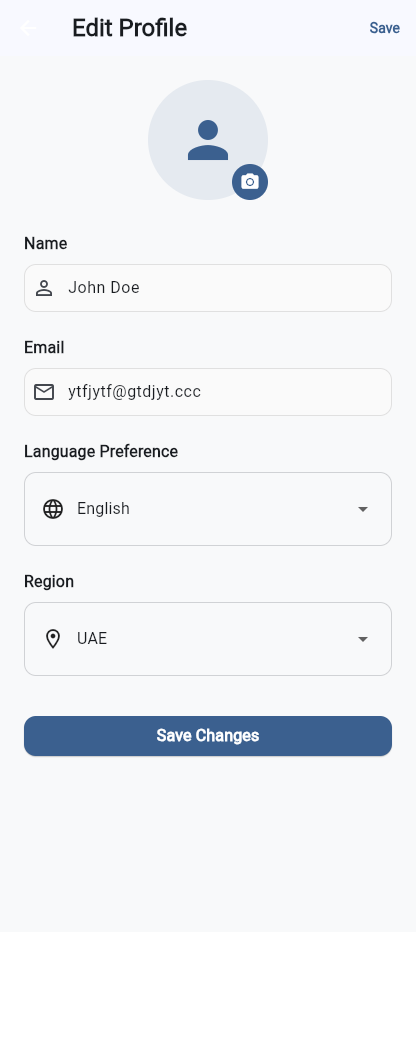 Edit Profile
Save
Name
John Doe
Email
ytfjytf@gtdjyt.ccc
Language Preference
English
Region
UAE
Save Changes